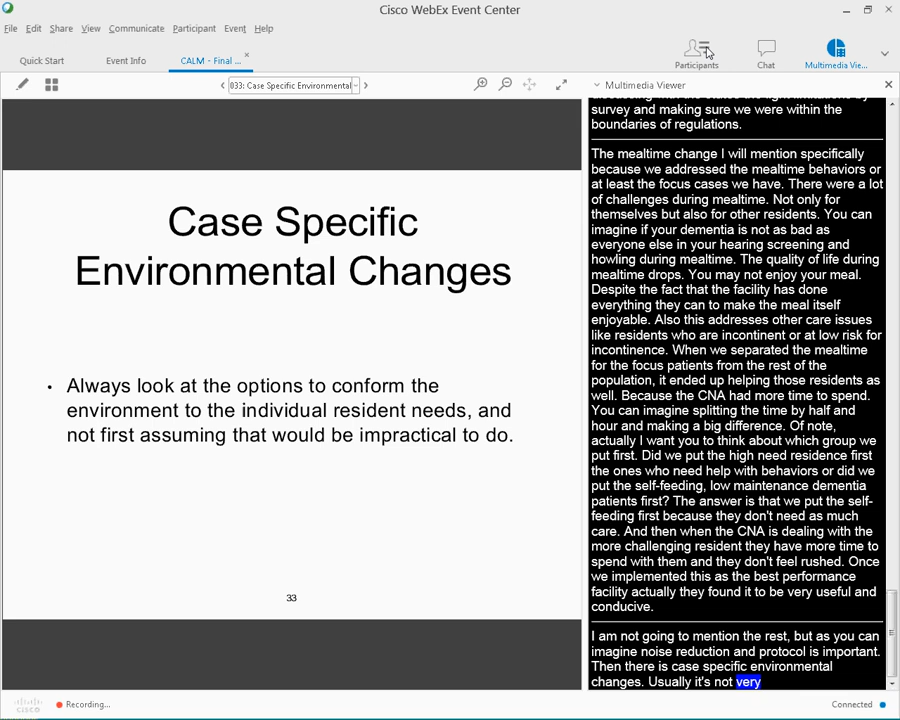 Cisco WebEx Event Center
File Edit Share View Communicate Participant Event Help
Quick Start Event Info CALM - Final ... Participants Chat Multimedia Vie...
033: Case Specific Environmental
Multimedia Viewer
Case Specific
Environmental Changes
• Always look at the options to conform the
environment to the individual resident needs, and
not first assuming that would be impractical to do.
33
survey and making sure we were within the
boundaries of regulations.
The mealtime change I will mention specifically
because we addressed the mealtime behaviors or
at least the focus cases we have. There were a lot
of challenges during mealtime. Not only for
themselves but also for other residents. You can
imagine if your dementia is not as bad as
everyone else in your hearing screening and
howling during mealtime. The quality of life during
mealtime drops. You may not enjoy your meal.
Despite the fact that the facility has done
everything they can to make the meal itself
enjoyable. Also this addresses other care issues
like residents who are incontinent or at low risk for
incontinence. When we separated the mealtime
for the focus patients from the rest of the
population, it ended up helping those residents as
well. Because the CNA had more time to spend.
You can imagine splitting the time by half and
hour and making a big difference. Of note,
actually I want you to think about which group we
put first. Did we put the high need residence first
the ones who need help with behaviors or did we
put the self-feeding, low maintenance dementia
patients first? The answer is that we put the self-
feeding first because they don't need as much
care. And then when the CNA is dealing with the
more challenging resident they have more time to
spend with them and they don't feel rushed. Once
we implemented this as the best performance
facility actually they found it to be very useful and
conducive.
I am not going to mention the rest, but as you can
imagine noise reduction and protocol is important.
Then there is case specific environmental
changes. Usually it's not very
cisco Recording... Connected